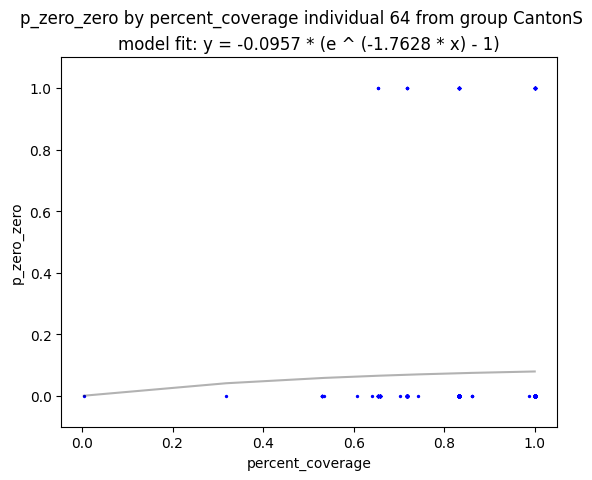 p_zero_zero by percent_coverage individual 64 from group CantonS
model fit: y = -0.0957 * (e ^ (-1.7628 * x) - 1)
1.0
0.8
0.6
0.4
0.2
0.0
p_zero_zero
0.0 0.2 0.4 0.6 0.8 1.0
percent_coverage